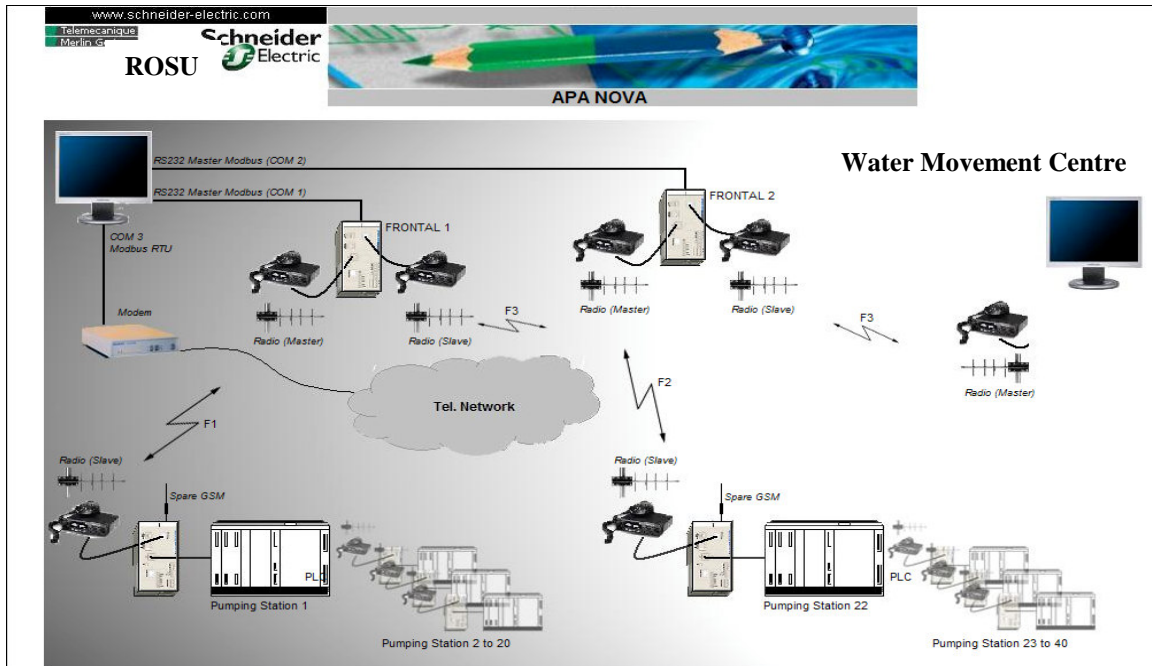 www.schneider-electric.com
Telemecanique
Merlin
Schneider
Electric
ROSU
APA NOVA
Water Movement Centre
RS232 Master Modbus (COM 2)
RS232 Master Modbus (COM 1)
COM 3
Modbus RTU
FRONTAL 1
FRONTAL 2
Modem
Radio (Master)
Radio (Slave)
F3
Radio (Master)
Radio (Slave)
F3
Radio (Master)
Tel. Network
F1
F2
Radio (Slave)
Spare GSM
PLC
Pumping Station 1
Pumping Station 2 to 20
Radio (Slave)
Spare GSM
PLC
Pumping Station 22
Pumping Station 23 to 40